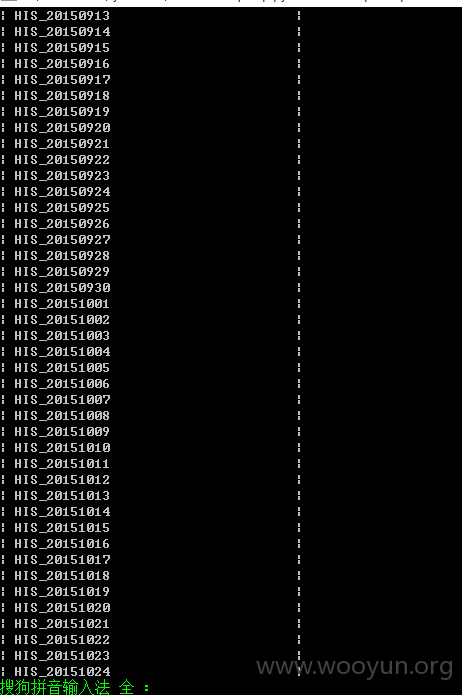 ¦ HIS_20150913 ¦
¦ HIS_20150914 ¦
¦ HIS_20150915 ¦
¦ HIS_20150916 ¦
¦ HIS_20150917 ¦
¦ HIS_20150918 ¦
¦ HIS_20150919 ¦
¦ HIS_20150920 ¦
¦ HIS_20150921 ¦
¦ HIS_20150922 ¦
¦ HIS_20150923 ¦
¦ HIS_20150924 ¦
¦ HIS_20150925 ¦
¦ HIS_20150926 ¦
¦ HIS_20150927 ¦
¦ HIS_20150928 ¦
¦ HIS_20150929 ¦
¦ HIS_20150930 ¦
¦ HIS_20151001 ¦
¦ HIS_20151002 ¦
¦ HIS_20151003 ¦
¦ HIS_20151004 ¦
¦ HIS_20151005 ¦
¦ HIS_20151006 ¦
¦ HIS_20151007 ¦
¦ HIS_20151008 ¦
¦ HIS_20151009 ¦
¦ HIS_20151010 ¦
¦ HIS_20151011 ¦
¦ HIS_20151012 ¦
¦ HIS_20151013 ¦
¦ HIS_20151014 ¦
¦ HIS_20151015 ¦
¦ HIS_20151016 ¦
¦ HIS_20151017 ¦
¦ HIS_20151018 ¦
¦ HIS_20151019 ¦
¦ HIS_20151020 ¦
¦ HIS_20151021 ¦
¦ HIS_20151022 ¦
¦ HIS_20151023 ¦
¦ HIS_20151024 ¦
www.wooyun.org
搜狗拼音输入法 全 :